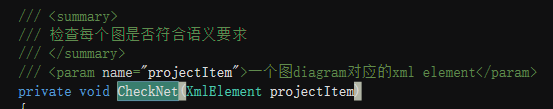 /// <summary>
/// 检查每个图是否符合语义要求
/// </summary>
/// <param name="projectItem">一个图diagram对应的xml element</param>
private void CheckNet(XmlElement projectItem)
{